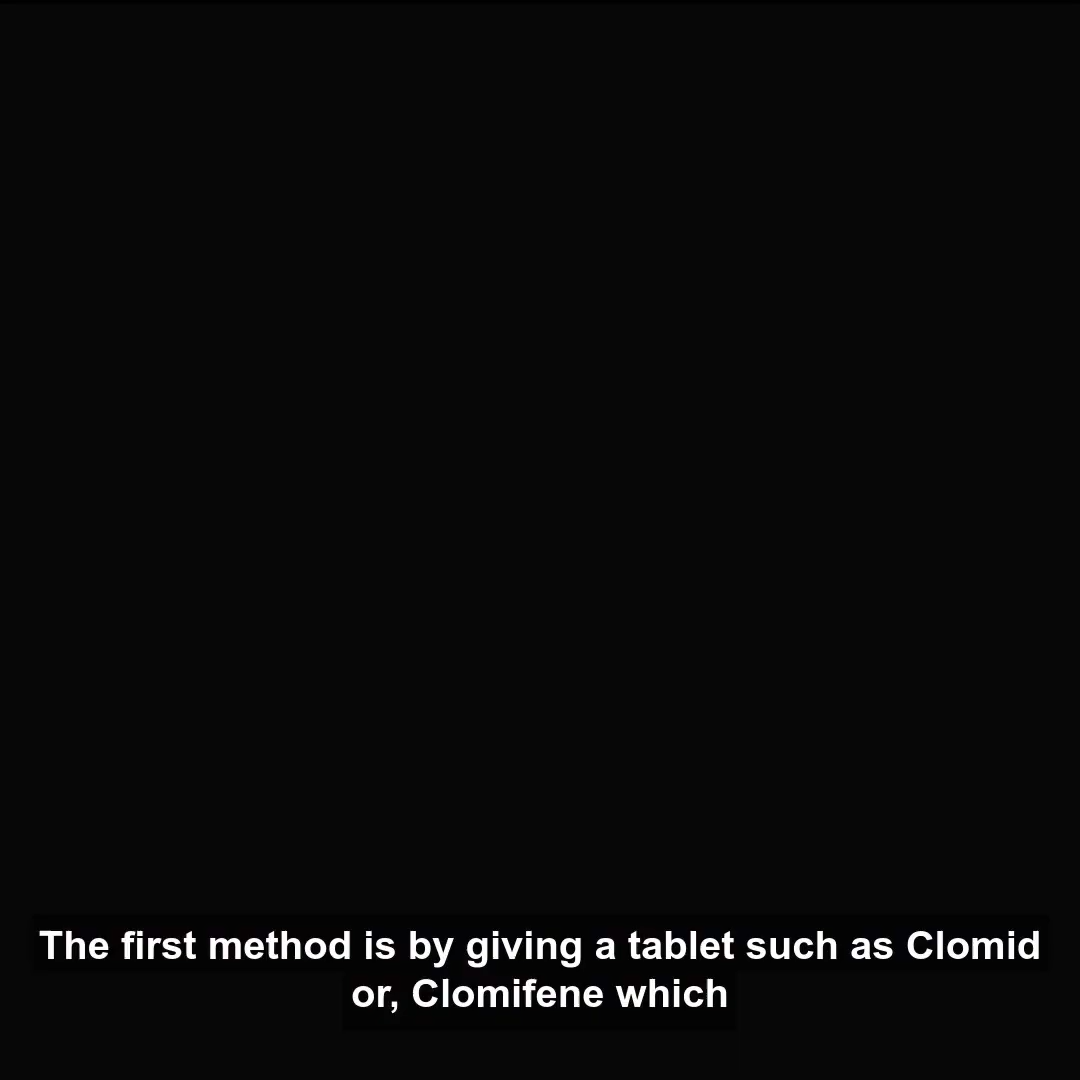 The first method is by giving a tablet such as Clomid
or, Clomifene which